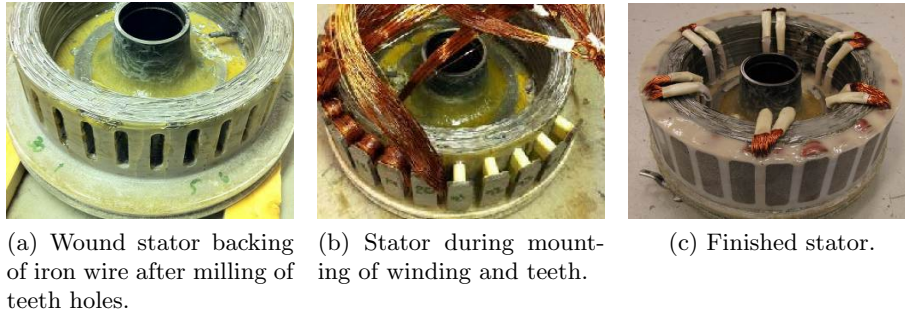 (a) Wound stator backing
of iron wire after milling of
teeth holes.
(b) Stator during mount-
ing of winding and teeth.
(c) Finished stator.